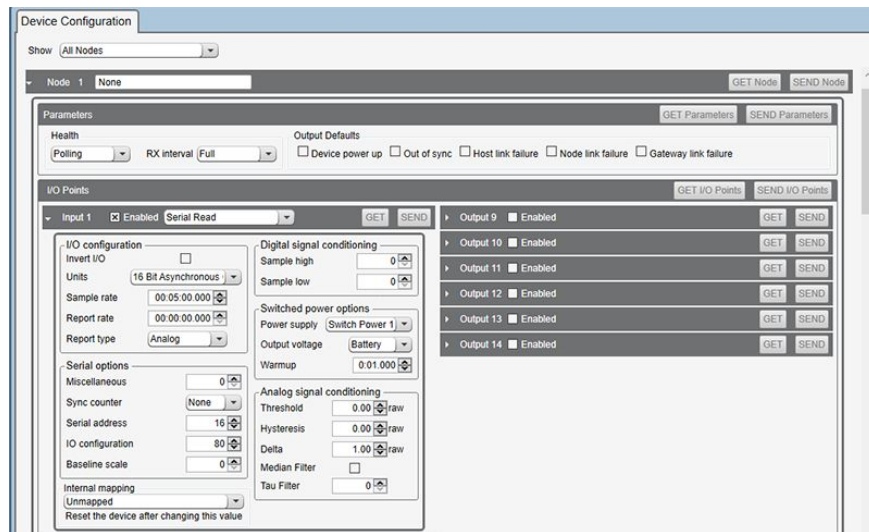 Device Configuration
Show All Nodes
Node 1 None GET Node SEND Node
Parameters GET Parameters SEND Parameters
Health Output Defaults
Polling RX interval Full Device power up Out of sync Host link failure Node link failure Gateway link failure
I/O Points GET I/O Points SEND I/O Points
Input 1 Enabled Serial Read GET SEND
I/O configuration
Invert I/O
Units 16 Bit Asynchronous
Sample rate 00:05:00.000
Report rate 00:00:00.000
Report type Analog
Serial options
Miscellaneous 0
Sync counter None
Serial address 16
IO configuration 80
Baseline scale 0
Internal mapping
Unmapped
Reset the device after changing this value
Digital signal conditioning
Sample high 0
Sample low 0
Switched power options
Power supply Switch Power 1
Output voltage Battery
Warmup 0:01.000
Analog signal conditioning
Threshold 0.00 raw
Hysteresis 0.00 raw
Delta 1.00 raw
Median Filter
Tau Filter 0
Output 9 Enabled GET SEND
Output 10 Enabled GET SEND
Output 11 Enabled GET SEND
Output 12 Enabled GET SEND
Output 13 Enabled GET SEND
Output 14 Enabled GET SEND